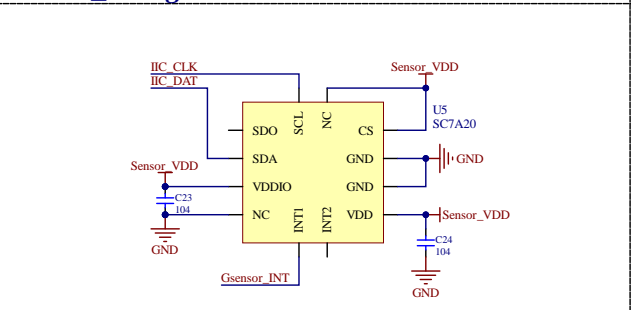 IIC_CLK
IIC_DAT
Sensor_VDD
U5
SC7A20
SCL
NC
SDO
CS
SDA
GND
GND
Sensor_VDD
VDDIO
GND
C23
104
NC
VDD
Sensor_VDD
INT1
INT2
C24
104
GND
Gsensor_INT
GND